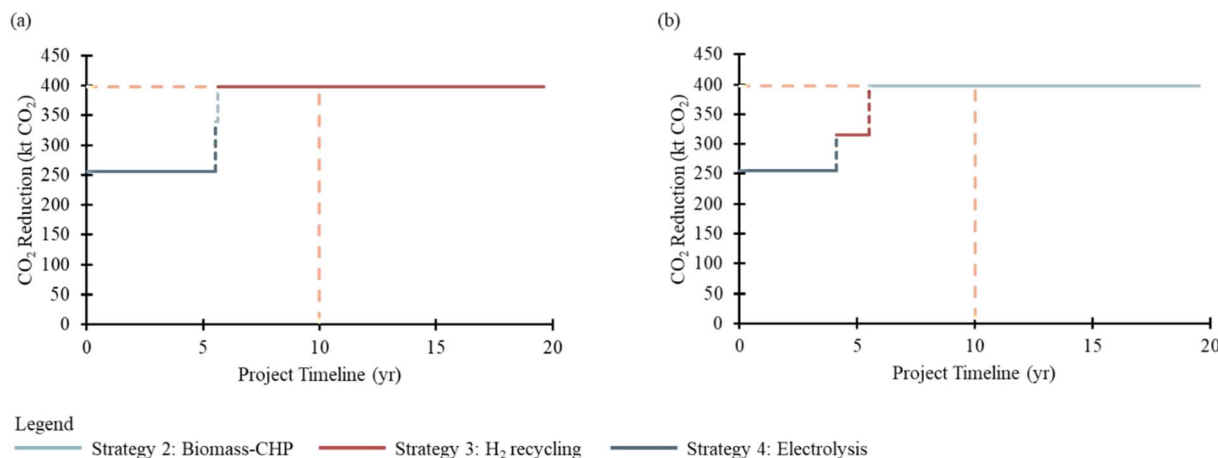 (a)
450
400
350
300
250
200
150
100
50
0
CO₂ Reduction (kt CO₂)
0 5 10 15 20
Project Timeline (yr)
(b)
450
400
350
300
250
200
150
100
50
0
CO₂ Reduction (kt CO₂)
0 5 10 15 20
Project Timeline (yr)
Legend
Strategy 2: Biomass-CHP Strategy 3: H₂ recycling Strategy 4: Electrolysis